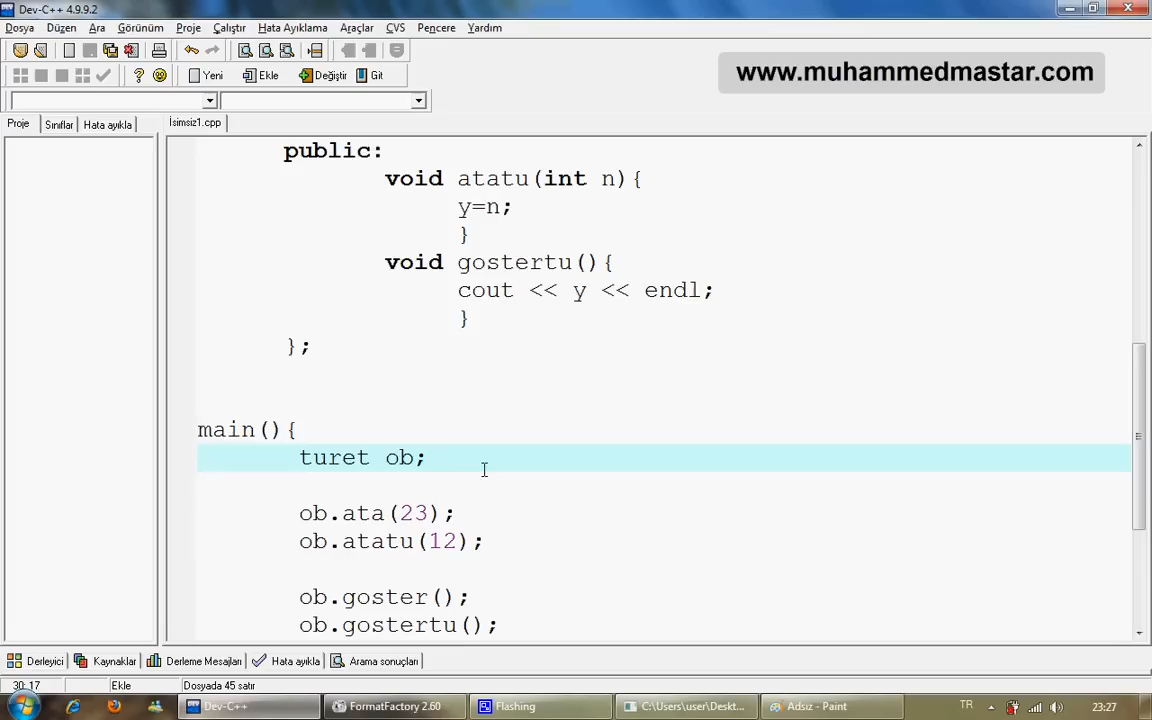 Dev-C++ 4.9.9.2
Dosya Düzen Ara Görünüm Proje Çalıştır Hata Ayıklama Araçlar CVS Pencere Yardım
Yeni Ekle Değiştir Git
www.muhammedmastar.com
Proje Sınıflar Hata ayıkla İsimsiz1.cpp
public:
void atatu(int n){
y=n;
}
void gostertu(){
cout << y << endl;
}
};
main(){
turet ob;
ob.ata(23);
ob.atatu(12);
ob.goster();
ob.gostertu();
Derleyici Kaynaklar Derleme Mesajları Hata ayıkla Arama sonuçları
30: 17 Ekle Dosyada 45 satır
Dev-C++ FormatFactory 2.60 Flashing C:\Users\user\Deskt... Adsız - Paint TR 23:27